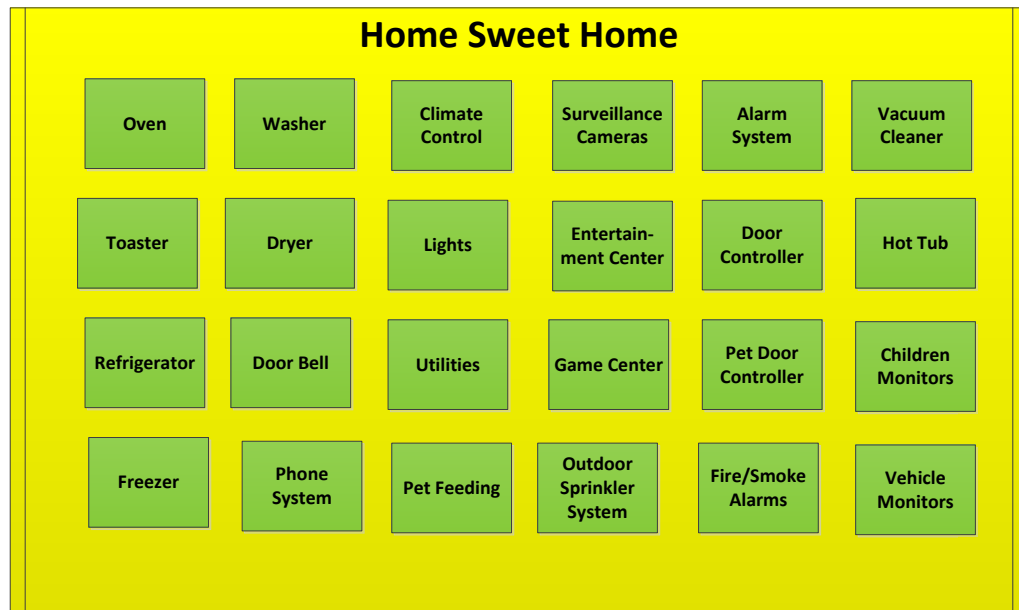 Home Sweet Home
Oven
Washer
Climate
Control
Surveillance
Cameras
Alarm
System
Vacuum
Cleaner
Toaster
Dryer
Lights
Entertain-
ment Center
Door
Controller
Hot Tub
Refrigerator
Door Bell
Utilities
Game Center
Pet Door
Controller
Children
Monitors
Freezer
Phone
System
Pet Feeding
Outdoor
Sprinkler
System
Fire/Smoke
Alarms
Vehicle
Monitors